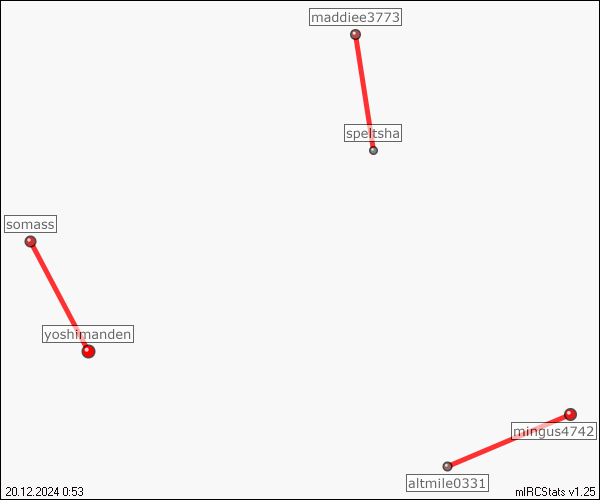 maddiee3773
speltsha
somass
yoshimanden
mingus4742
altmile0331
20.12.2024 0:53
mIRCStats v1.25